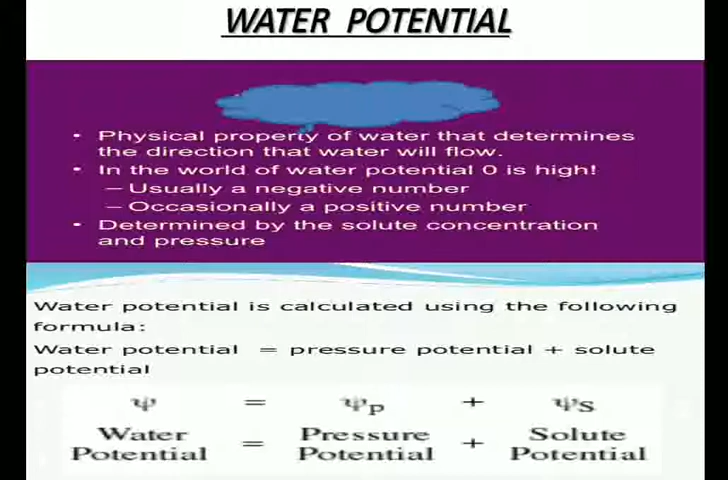 WATER POTENTIAL
• Physical property of water that determines
the direction that water will flow.
• In the world of water potential 0 is high!
– Usually a negative number
– Occasionally a positive number
• Determined by the solute concentration
and pressure
Water potential is calculated using the following
formula:
Water potential = pressure potential + solute
potential
ψ = ψp + ψs
Water Potential = Pressure Potential + Solute Potential